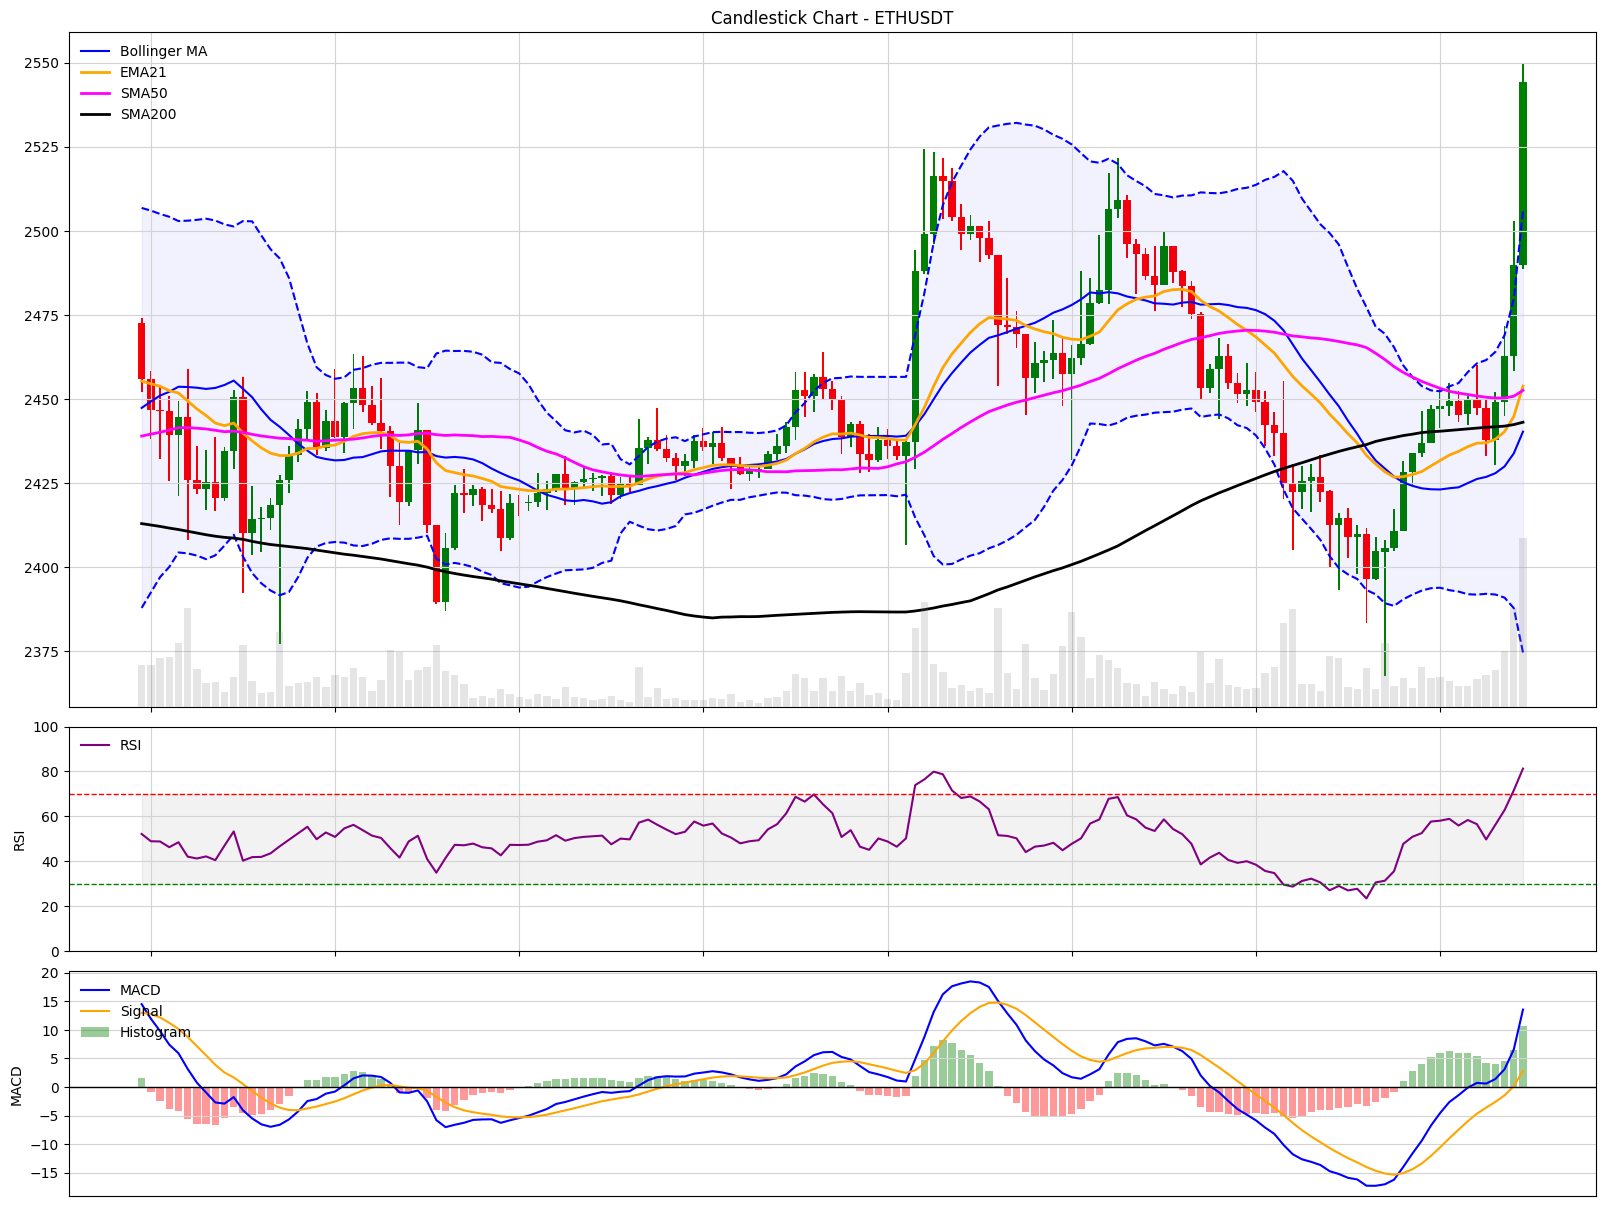 Candlestick Chart - ETHUSDT
Bollinger MA
EMA21
SMA50
SMA200
2550
2525
2500
2475
2450
2425
2400
2375
RSI
100
80
60
40
20
0
RSI
MACD
Signal
Histogram
20
15
10
5
0
−5
−10
−15
MACD